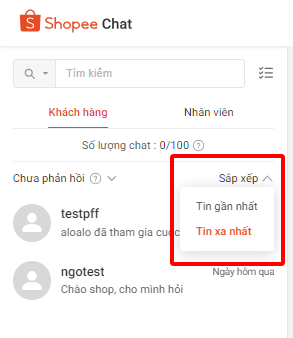 Shopee Chat
Tìm kiếm
Khách hàng Nhân viên
Số lượng chat : 0/100 ?
Chưa phản hồi ? Sắp xếp
Tin gần nhất
Tin xa nhất
testpff
aloalo đã tham gia cuộc
ngotest Ngày hôm qua
Chào shop, cho mình hỏi